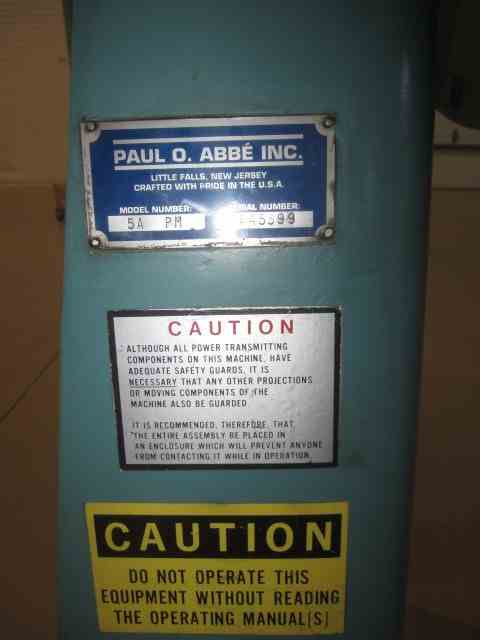 PAUL O. ABBÉ INC.
LITTLE FALLS, NEW JERSEY
CRAFTED WITH PRIDE IN THE U.S.A.
MODEL NUMBER: SERIAL NUMBER:
5A PM
CAUTION
ALTHOUGH ALL POWER TRANSMITTING
COMPONENTS ON THIS MACHINE, HAVE
ADEQUATE SAFETY GUARDS, IT IS
NECESSARY THAT ANY OTHER PROJECTIONS
OR MOVING COMPONENTS OF THE
MACHINE ALSO BE GUARDED.
IT IS RECOMMENDED, THEREFORE, THAT
THE ENTIRE ASSEMBLY BE PLACED IN
AN ENCLOSURE WHICH WILL PREVENT ANYONE
FROM CONTACTING IT WHILE IN OPERATION.
CAUTION
DO NOT OPERATE THIS
EQUIPMENT WITHOUT READING
THE OPERATING MANUAL(S)